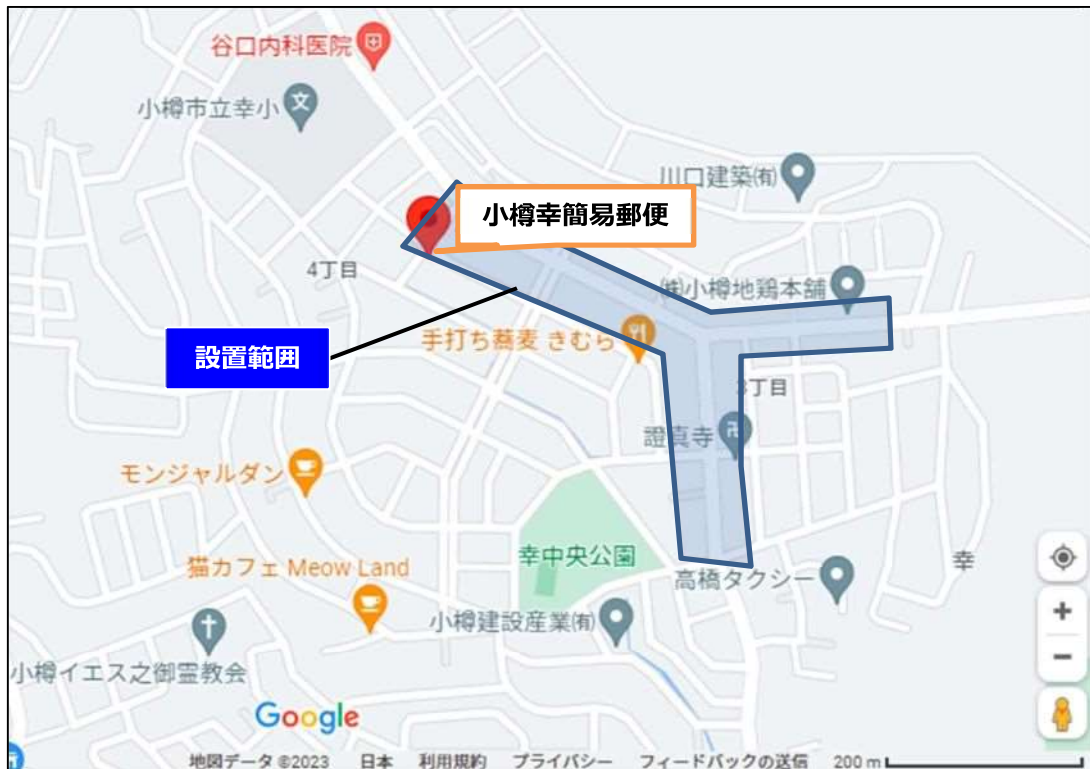 谷口内科医院
小樽市立幸小
川口建築㈲
小樽幸簡易郵便
4丁目
㈱小樽地鶏本舗
手打ち蕎麦 きむら
設置範囲
3丁目
證真寺
モンジャルダン
幸中央公園
幸
猫カフェ Meow Land
高橋タクシー
小樽建設産業㈲
小樽イエス之御霊教会
Google
地図データ ©2023 日本 利用規約 プライバシー フィードバックの送信 200 m